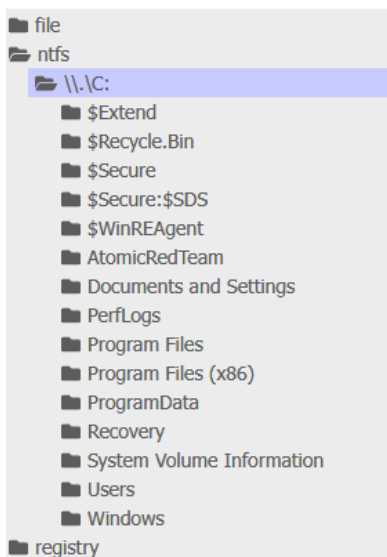 file
ntfs
\\.\C:
$Extend
$Recycle.Bin
$Secure
$Secure:$SDS
$WinREAgent
AtomicRedTeam
Documents and Settings
PerfLogs
Program Files
Program Files (x86)
ProgramData
Recovery
System Volume Information
Users
Windows
registry